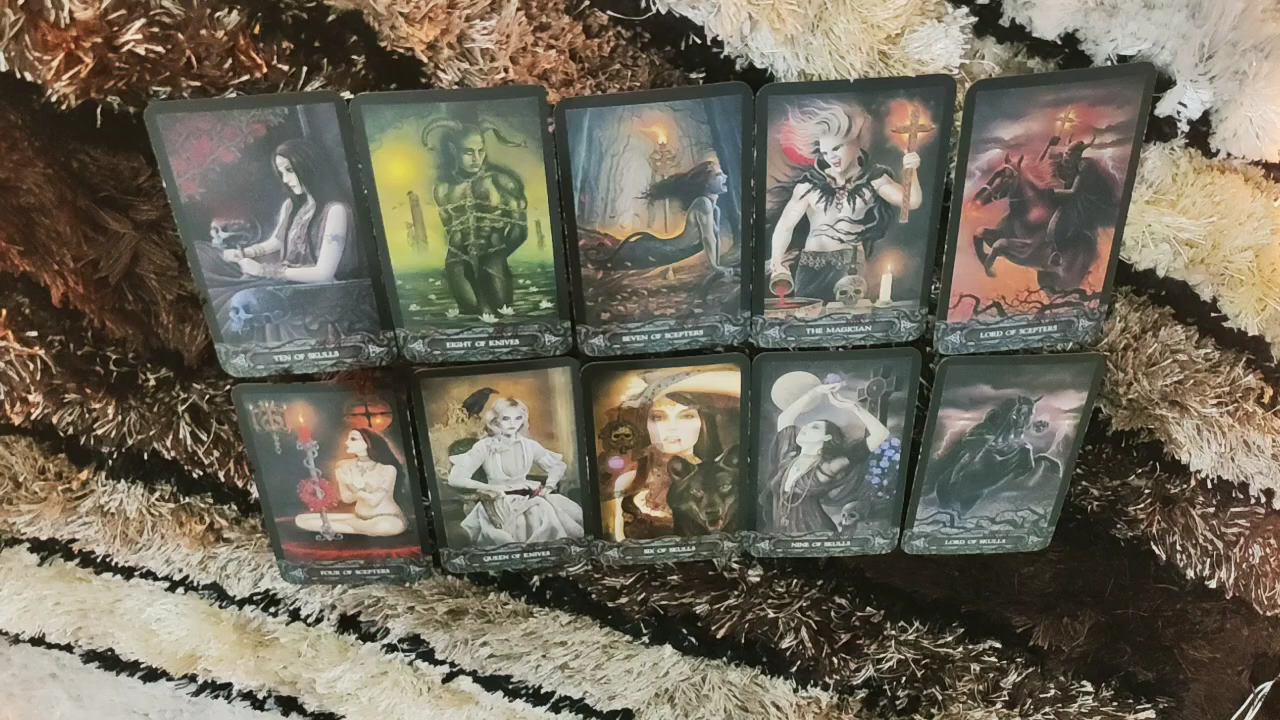 TEN OF SKULLS
EIGHT OF KNIVES
SEVEN OF SCEPTERS
THE MAGICIAN
LORD OF SCEPTERS
FOUR OF SCEPTERS
QUEEN OF KNIVES
SIX OF SKULLS
NINE OF SKULLS
LORD OF SKULLS